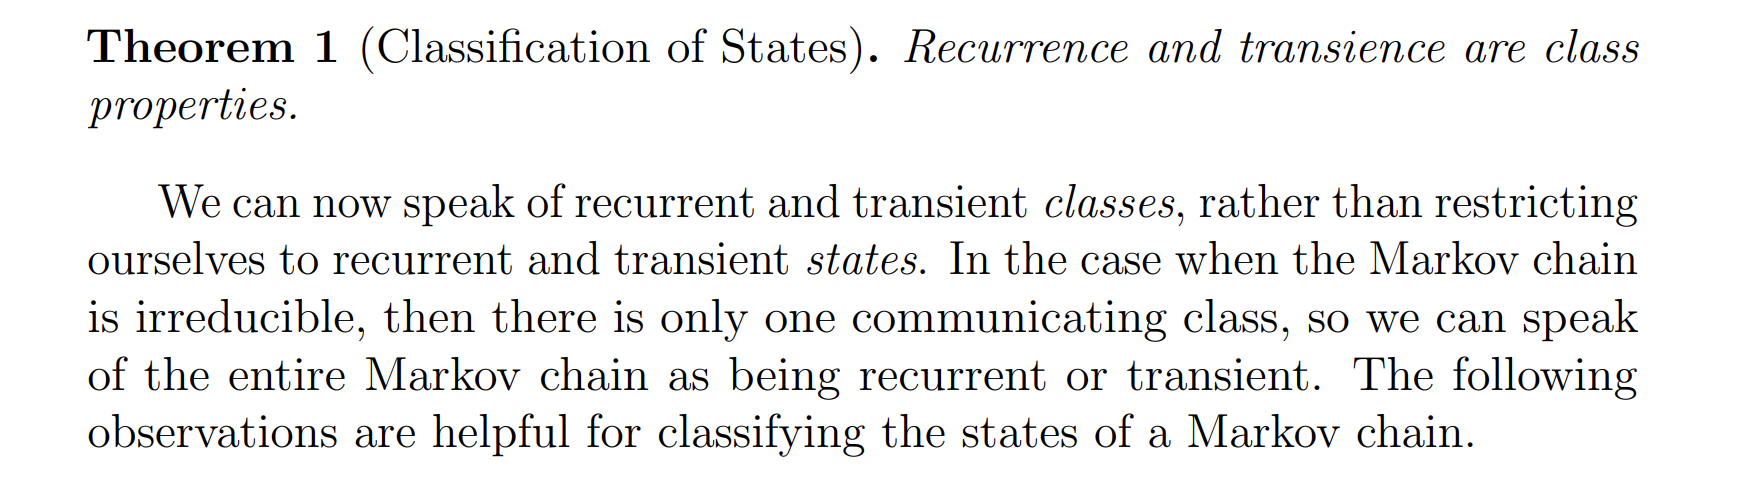 Theorem 1 (Classification of States). Recurrence and transience are class
properties.
We can now speak of recurrent and transient classes, rather than restricting
ourselves to recurrent and transient states. In the case when the Markov chain
is irreducible, then there is only one communicating class, so we can speak
of the entire Markov chain as being recurrent or transient. The following
observations are helpful for classifying the states of a Markov chain.